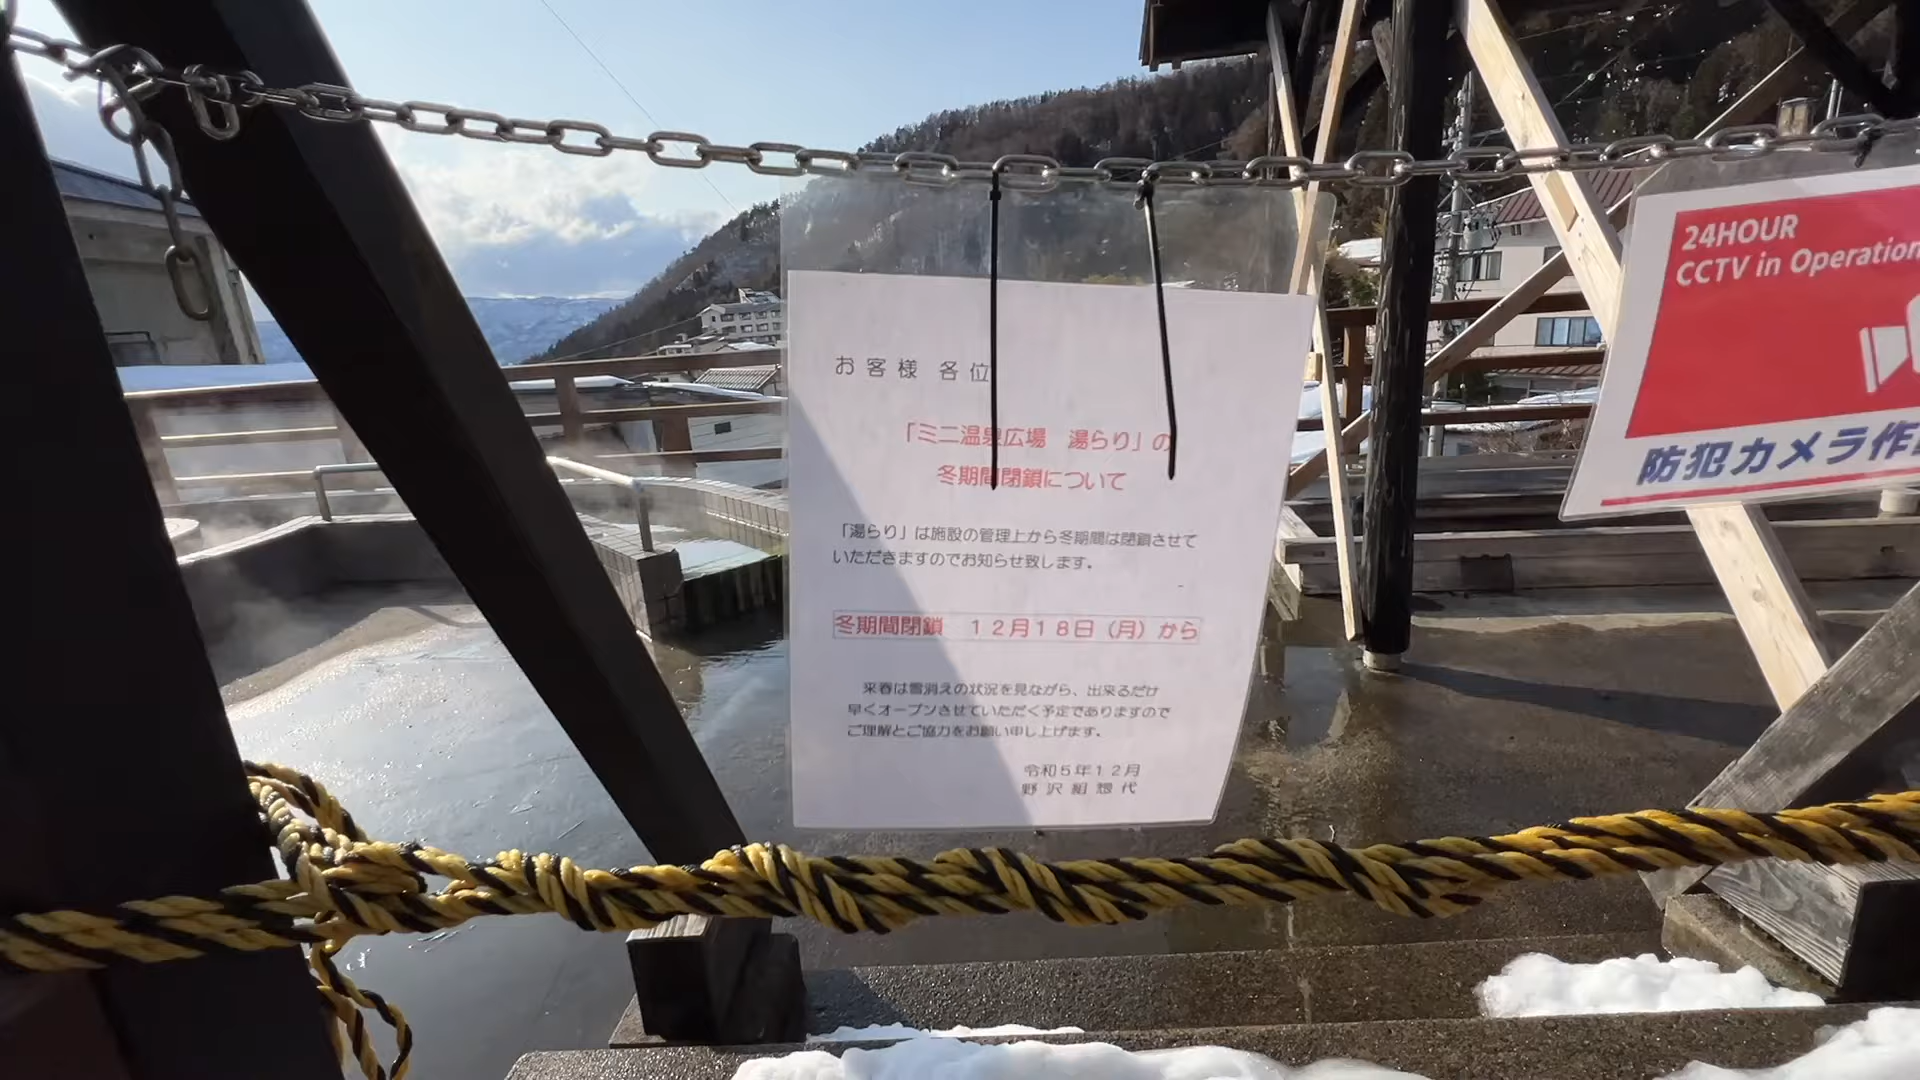 お客様 各位
「ミニ温泉広場 湯らり」の
冬期間閉鎖について
「湯らり」は施設の管理上から冬期間は閉鎖させて
いただきますのでお知らせ致します。
冬期間閉鎖 12月18日(月)から
来春は雪消えの状況を見ながら、出来るだけ
早くオープンさせていただく予定でありますので
ご理解とご協力をお願い申し上げます。
令和5年12月
野沢組惣代
24HOUR
CCTV in Operation
防犯カメラ作